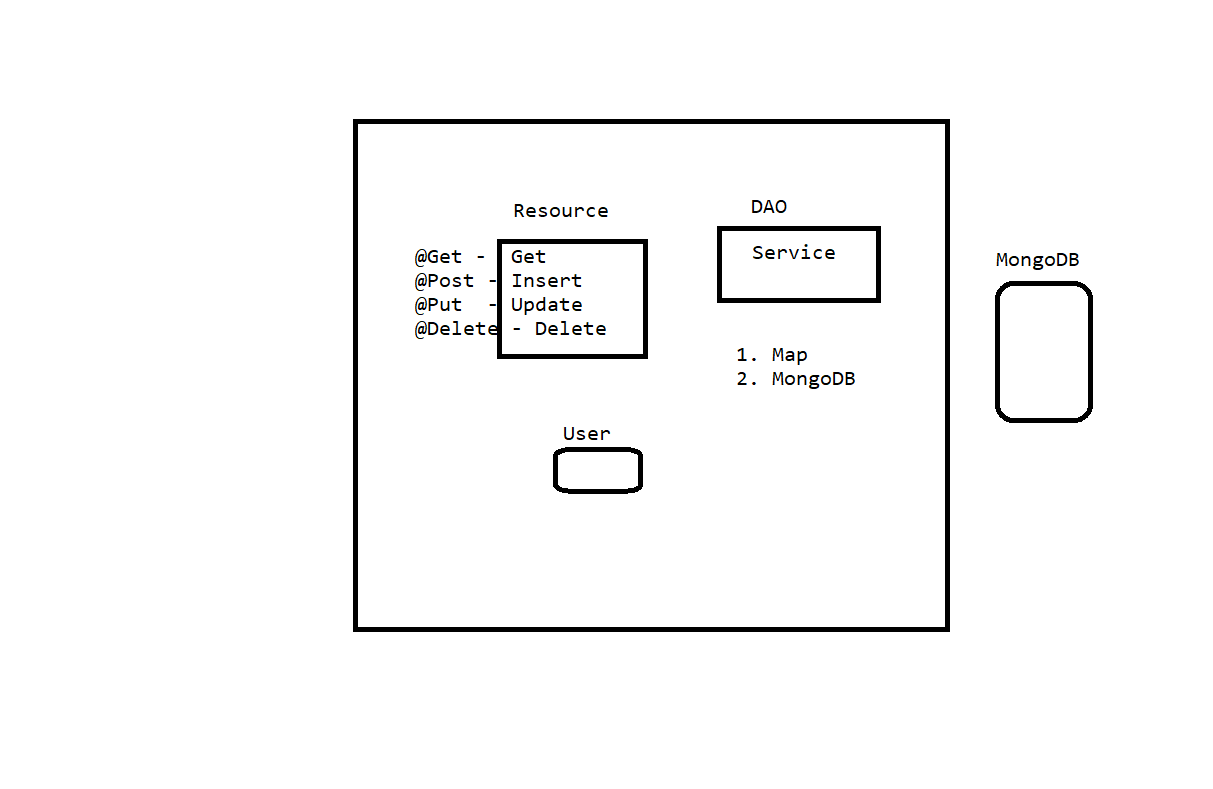 Resource
@Get -  Get
@Post - Insert
@Put  - Update
@Delete - Delete
DAO
Service
1. Map
2. MongoDB
User
MongoDB